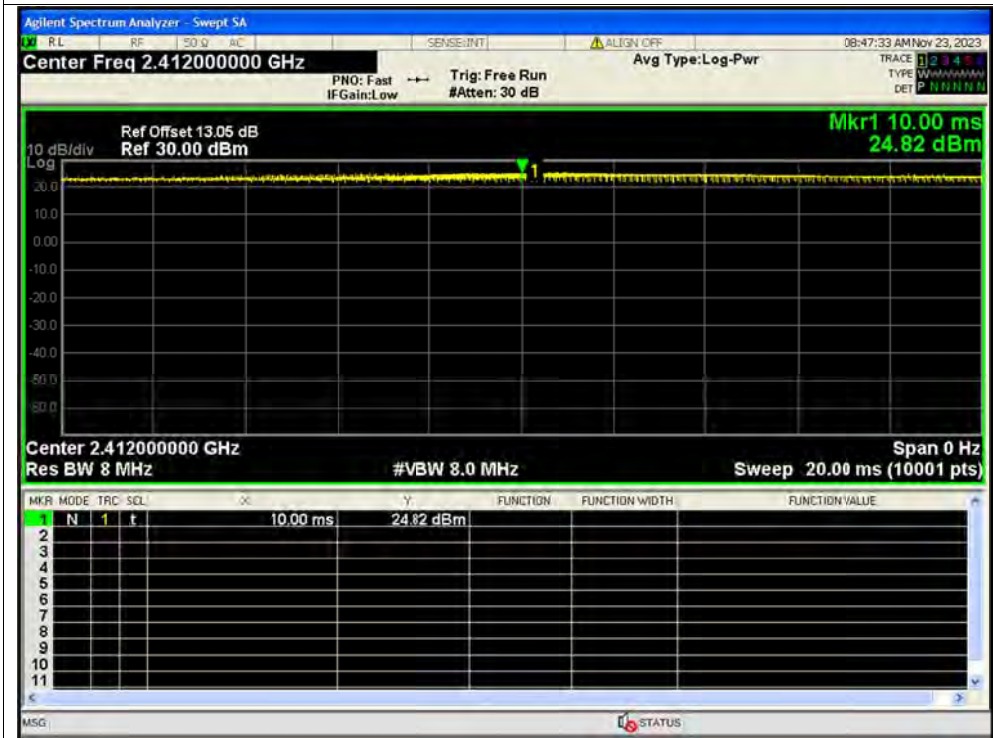 Agilent Spectrum Analyzer - Swept SA
RL RF 50 Ω AC SENSE:INT ALIGN OFF 08:47:33 AM Nov 23, 2023
Center Freq 2.412000000 GHz Avg Type:Log-Pwr TRACE 1 2 3 4 5 6
PNO: Fast Trig: Free Run TYPE W
IFGain:Low #Atten: 30 dB DET P N N N N N
Mkr1 10.00 ms
Ref Offset 13.05 dB
10 dB/div Ref 30.00 dBm 24.82 dBm
Log
1
20.0
10.0
0.00
-10.0
-20.0
-30.0
-40.0
-50.0
-60.0
Center 2.412000000 GHz Span 0 Hz
Res BW 8 MHz #VBW 8.0 MHz Sweep 20.00 ms (10001 pts)
MKR MODE TRC SCL X Y FUNCTION FUNCTION WIDTH FUNCTION VALUE
1 N 1 t 10.00 ms 24.82 dBm
2
3
4
5
6
7
8
9
10
11
MSG STATUS